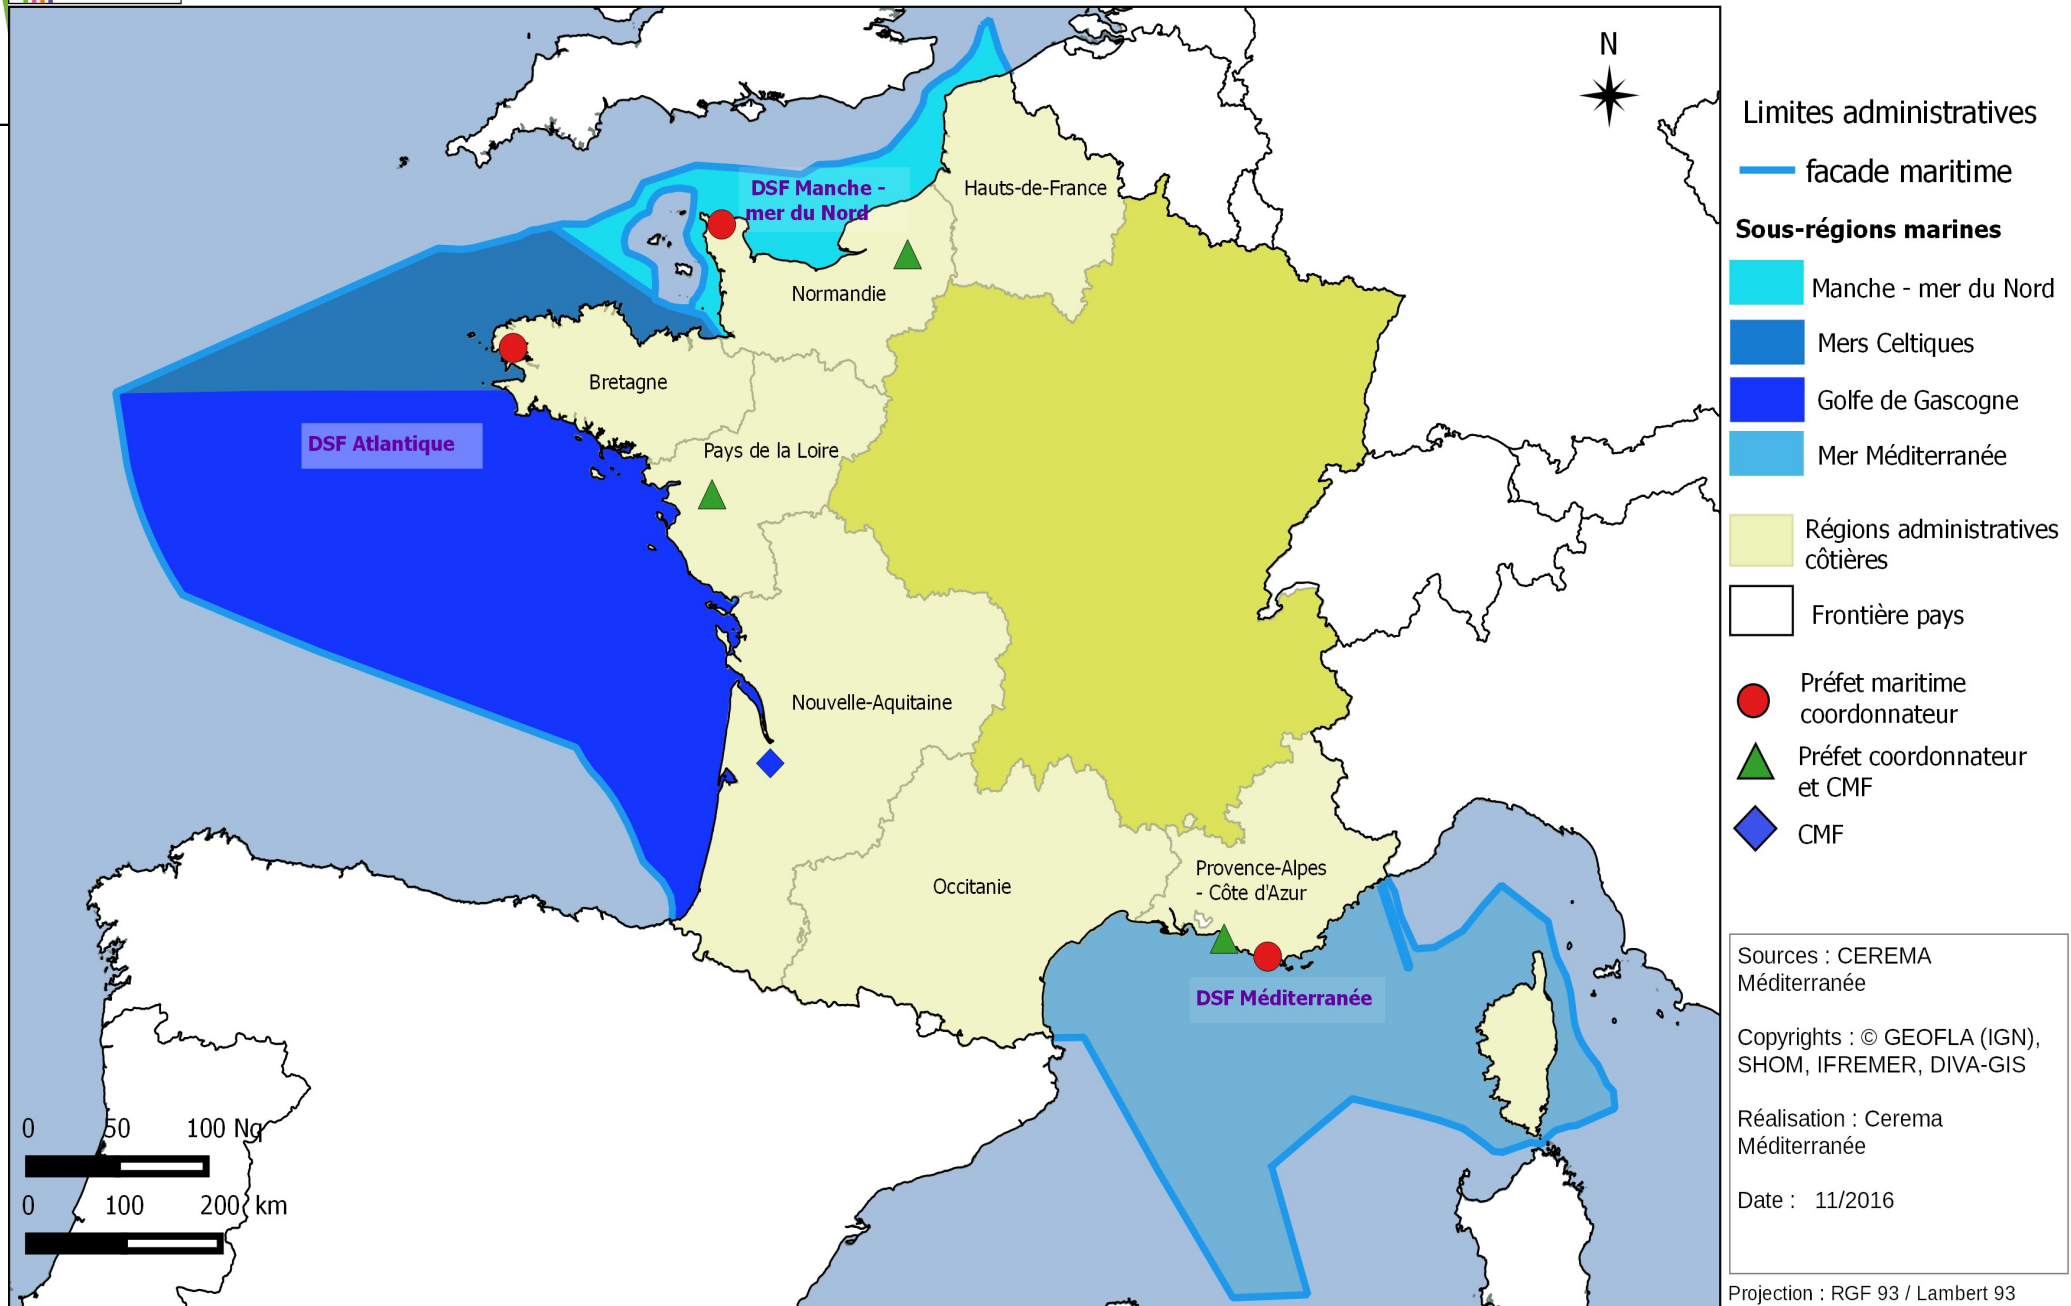 N
DSF Manche -
mer du Nord
Hauts-de-France
Normandie
Bretagne
DSF Atlantique
Pays de la Loire
Nouvelle-Aquitaine
Occitanie
Provence-Alpes
- Côte d'Azur
DSF Méditerranée
0 50 100 Nq
0 100 200 km
Limites administratives
facade maritime
Sous-régions marines
Manche - mer du Nord
Mers Celtiques
Golfe de Gascogne
Mer Méditerranée
Régions administratives
côtières
Frontière pays
Préfet maritime
coordonnateur
Préfet coordonnateur
et CMF
CMF
Sources : CEREMA
Méditerranée
Copyrights : © GEOFLA (IGN),
SHOM, IFREMER, DIVA-GIS
Réalisation : Cerema
Méditerranée
Date : 11/2016
Projection : RGF 93 / Lambert 93